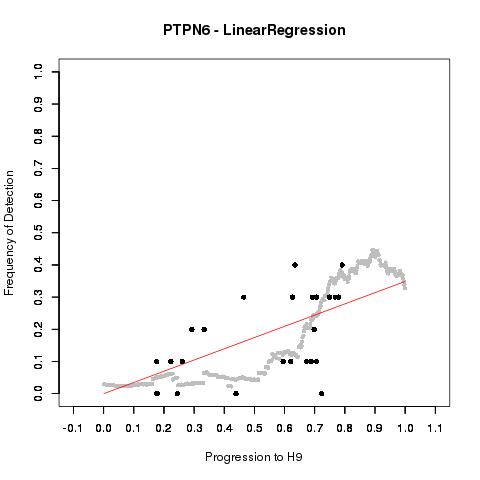 PTPN6 - LinearRegression
Frequency of Detection
1.0
0.9
0.8
0.7
0.6
0.5
0.4
0.3
0.2
0.1
0.0
-0.1 0.0 0.1 0.2 0.3 0.4 0.5 0.6 0.7 0.8 0.9 1.0 1.1
Progression to H9